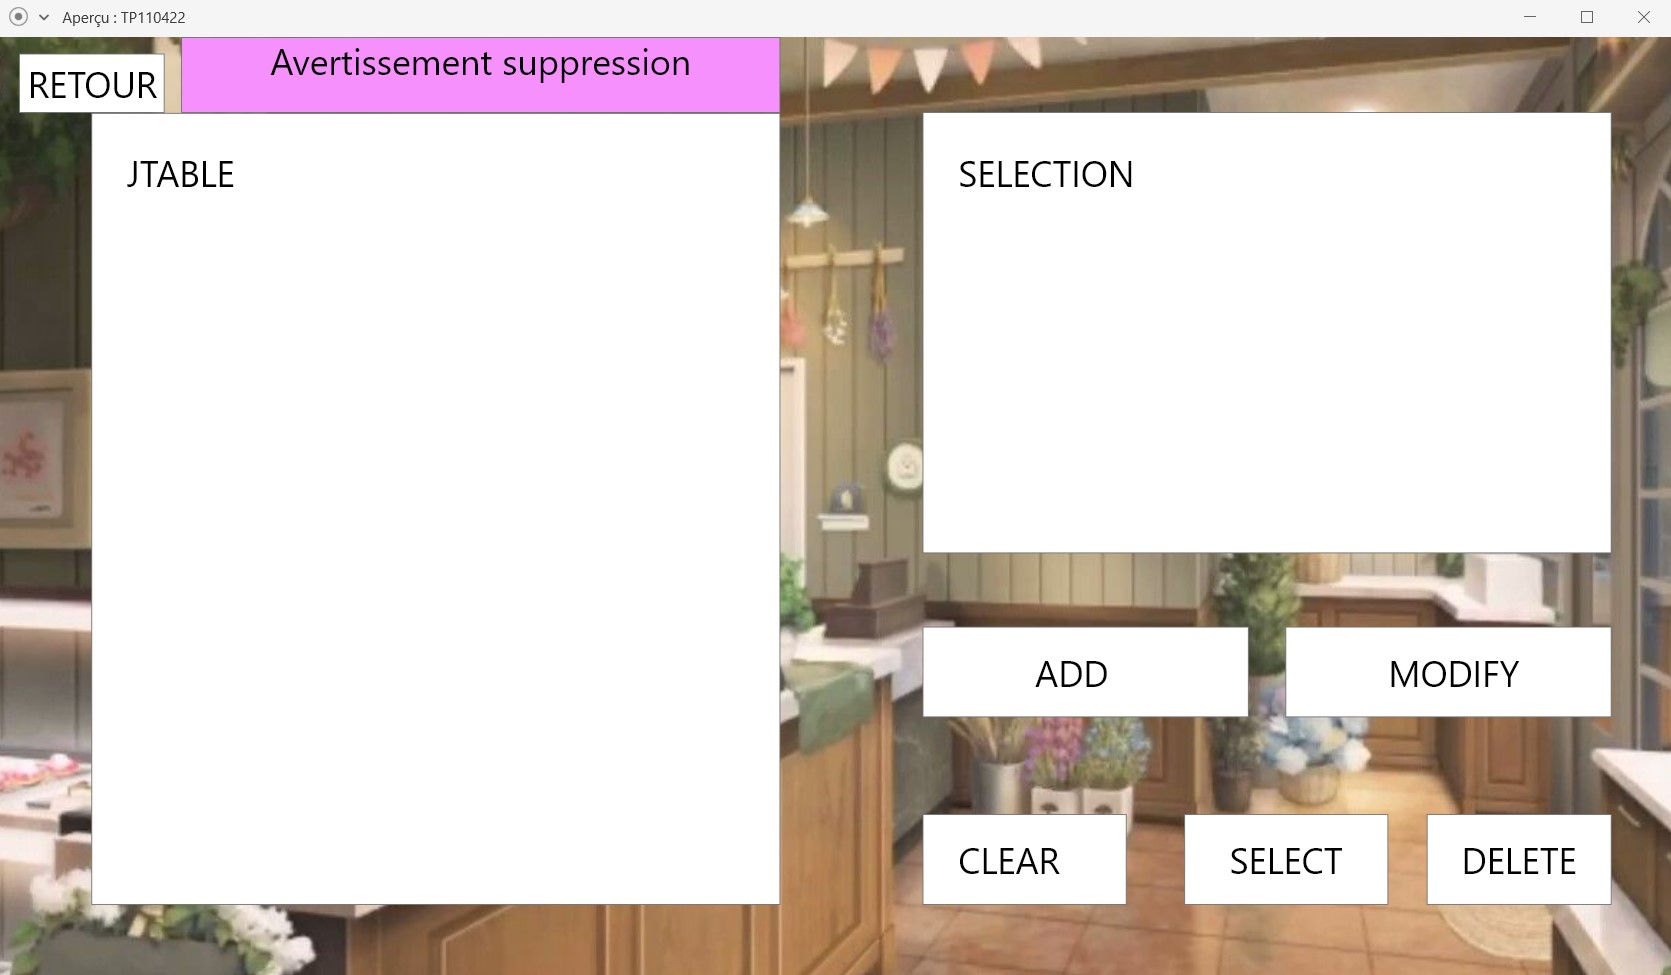 Aperçu : TP110422
RETOUR
Avertissement suppression
JTABLE
SELECTION
ADD
MODIFY
CLEAR
SELECT
DELETE